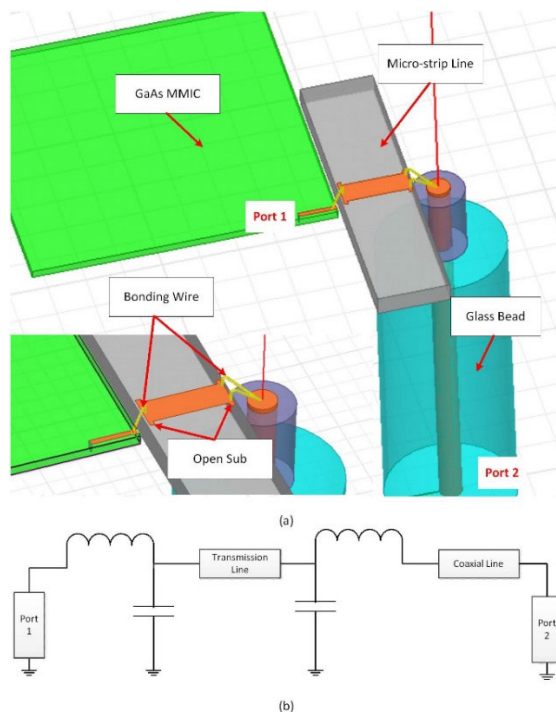 GaAs MMIC
Micro-strip Line
Port 1
Bonding Wire
Glass Bead
Open Sub
Port 2
(a)
Transmission
Line
Coaxial Line
Port
1
Port
2
(b)